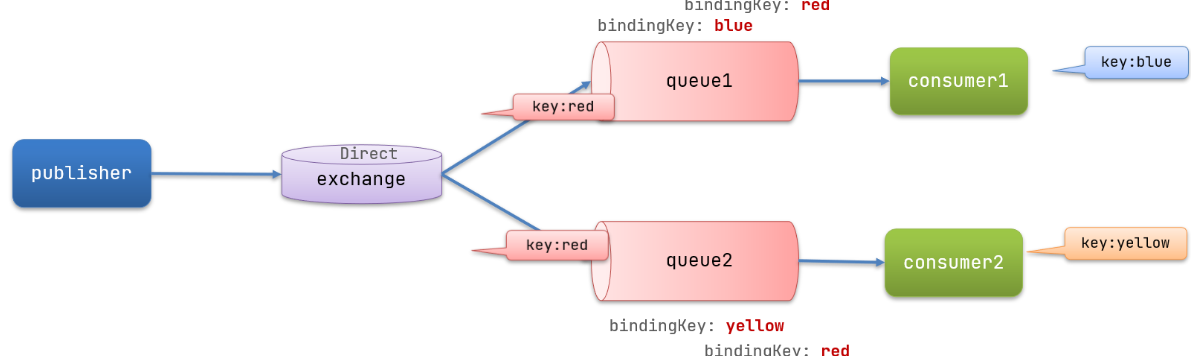 bindingKey: red
bindingKey: blue
queue1
consumer1
key:blue
key:red
Direct
exchange
publisher
key:red
queue2
consumer2
key:yellow
bindingKey: yellow
bindingKey: red